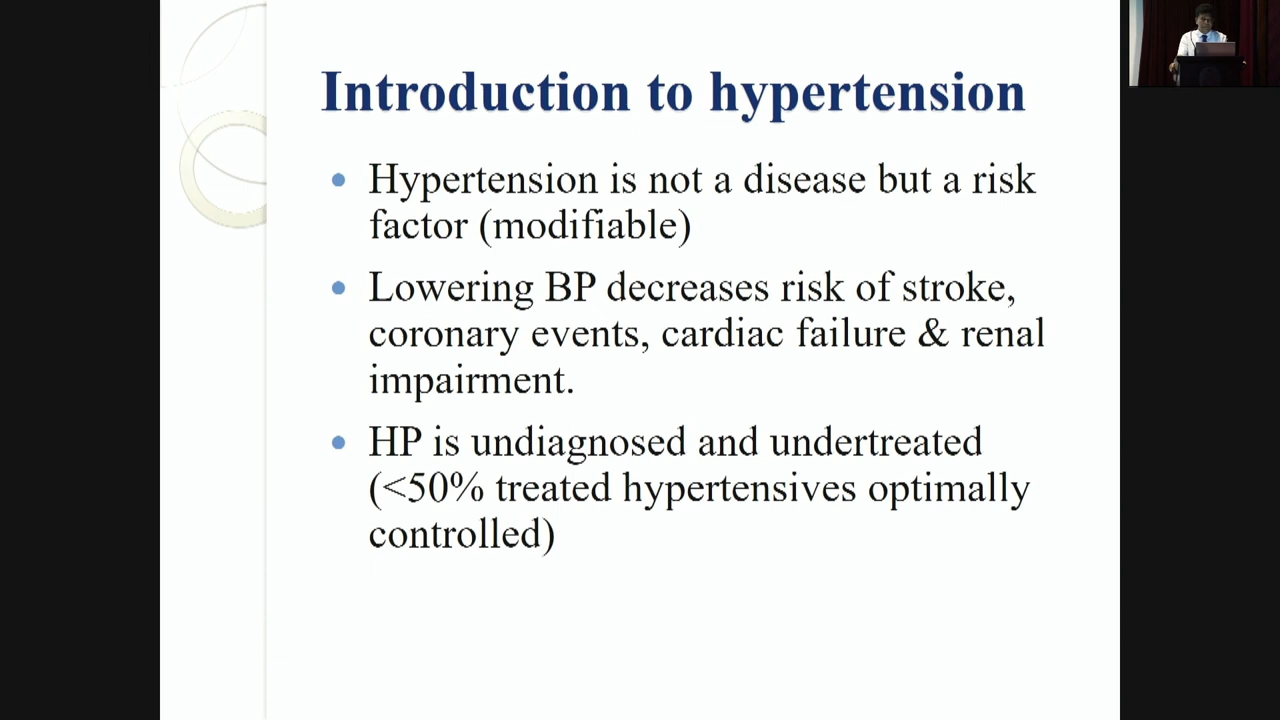 Introduction to hypertension
• Hypertension is not a disease but a risk
factor (modifiable)
• Lowering BP decreases risk of stroke,
coronary events, cardiac failure & renal
impairment.
• HP is undiagnosed and undertreated
(<50% treated hypertensives optimally
controlled)